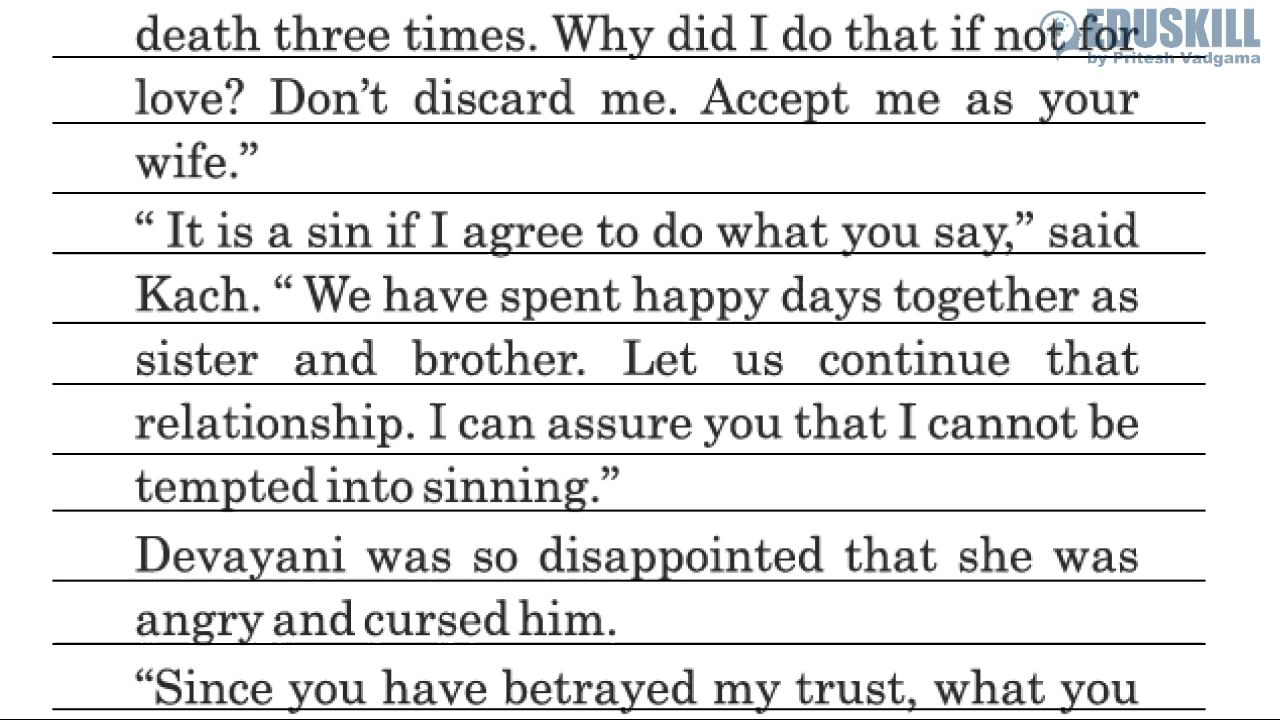 EDUSKILL
by Pritesh Vadgama
death three times. Why did I do that if not for
love? Don’t discard me. Accept me as your
wife.”
“ It is a sin if I agree to do what you say,” said
Kach. “ We have spent happy days together as
sister and brother. Let us continue that
relationship. I can assure you that I cannot be
tempted into sinning.”
Devayani was so disappointed that she was
angry and cursed him.
“Since you have betrayed my trust, what you